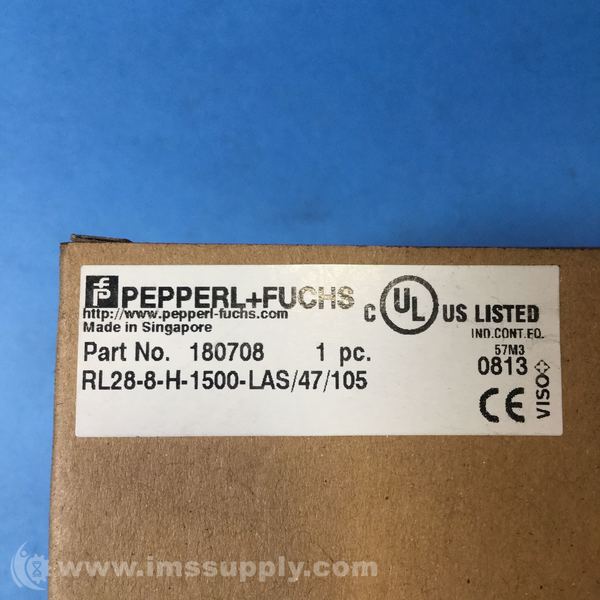 PEPPERL+FUCHS
http://www.pepperl-fuchs.com
Made in Singapore
Part No. 180708 1 pc.
RL28-8-H-1500-LAS/47/105
C UL US LISTED
IND.CONT.EQ.
57M3
0813
CE
VISO
© www.imssupply.com